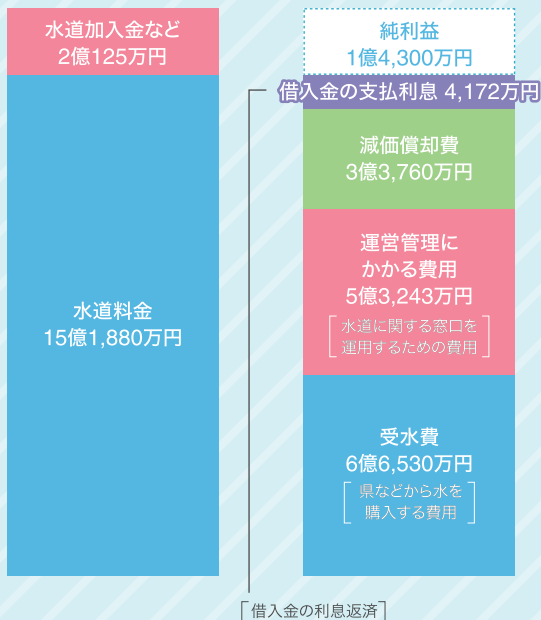 水道加入金など
2億125万円
水道料金
15億1,880万円
純利益
1億4,300万円
借入金の支払利息 4,172万円
減価償却費
3億3,760万円
運営管理に
かかる費用
5億3,243万円
水道に関する窓口を
運用するための費用
受水費
6億6,530万円
県などから水を
購入する費用
借入金の利息返済